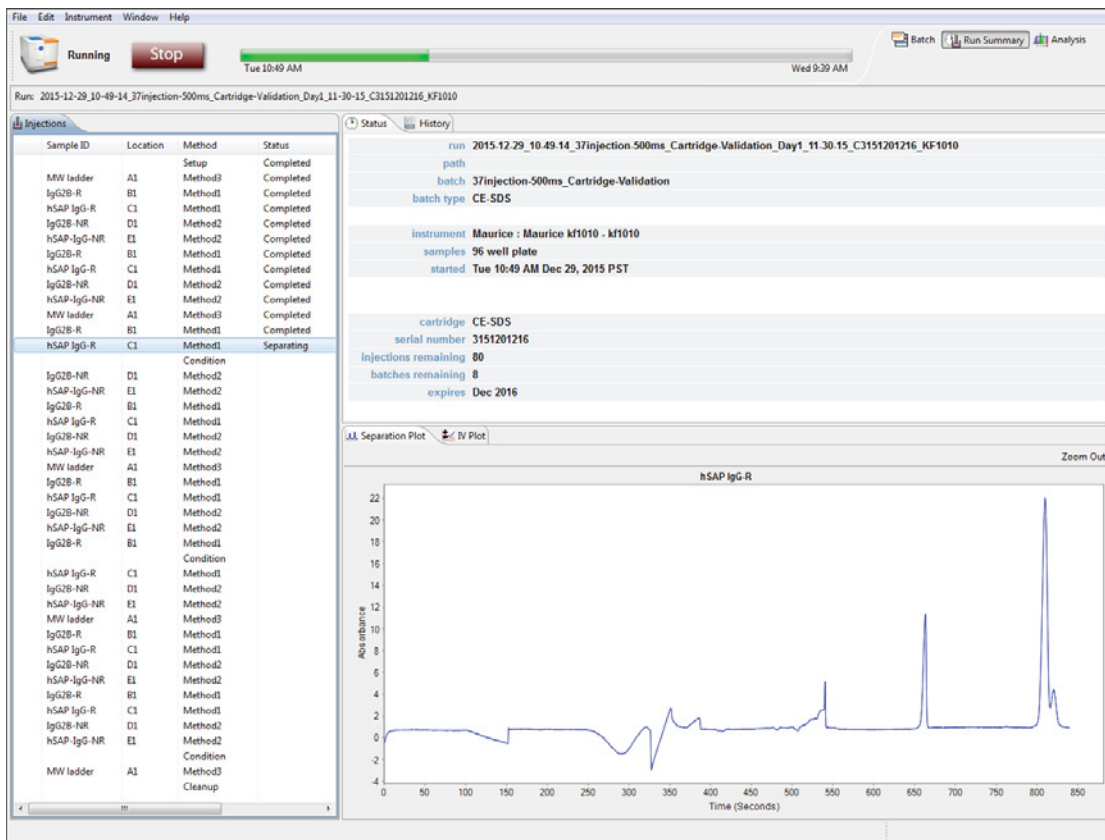 File Edit Instrument Window Help
Running Stop Batch Run Summary Analysis
Tue 10:49 AM Wed 9:39 AM
Run: 2015-12-29_10-49-14_37injection-500ms_Cartridge-Validation_Day1_11-30-15_C3151201216_KF1010
Injections
Sample ID Location Method Status
Setup Completed
MW ladder A1 Method3 Completed
IgG2B-R B1 Method1 Completed
hSAP IgG-R C1 Method1 Completed
IgG2B-NR D1 Method2 Completed
hSAP-IgG-NR E1 Method2 Completed
IgG2B-R B1 Method1 Completed
hSAP IgG-R C1 Method1 Completed
IgG2B-NR D1 Method2 Completed
hSAP-IgG-NR E1 Method2 Completed
MW ladder A1 Method3 Completed
IgG2B-R B1 Method1 Completed
hSAP IgG-R C1 Method1 Separating
Condition
IgG2B-NR D1 Method2
hSAP-IgG-NR E1 Method2
IgG2B-R B1 Method1
hSAP IgG-R C1 Method1
IgG2B-NR D1 Method2
hSAP-IgG-NR E1 Method2
MW ladder A1 Method3
IgG2B-R B1 Method1
hSAP IgG-R C1 Method1
IgG2B-NR D1 Method2
hSAP-IgG-NR E1 Method2
IgG2B-R B1 Method1
Condition
hSAP IgG-R C1 Method1
IgG2B-NR D1 Method2
hSAP-IgG-NR E1 Method2
MW ladder A1 Method3
IgG2B-R B1 Method1
hSAP IgG-R C1 Method1
IgG2B-NR D1 Method2
hSAP-IgG-NR E1 Method2
IgG2B-R B1 Method1
hSAP IgG-R C1 Method1
IgG2B-NR D1 Method2
hSAP-IgG-NR E1 Method2
Condition
MW ladder A1 Method3
Cleanup
Status History
run 2015-12-29_10-49-14_37injection-500ms_Cartridge-Validation_Day1_11-30-15_C3151201216_KF1010
path
batch 37injection-500ms_Cartridge-Validation
batch type CE-SDS
instrument Maurice : Maurice kf1010 - kf1010
samples 96 well plate
started Tue 10:49 AM Dec 29, 2015 PST
cartridge CE-SDS
serial number 3151201216
injections remaining 80
batches remaining 8
expires Dec 2016
Separation Plot IV Plot
Zoom Out
hSAP IgG-R
22
20
18
16
14
12
10
8
6
4
2
0
-2
-4
Absorbance
0 50 100 150 200 250 300 350 400 450 500 550 600 650 700 750 800 850
Time (Seconds)